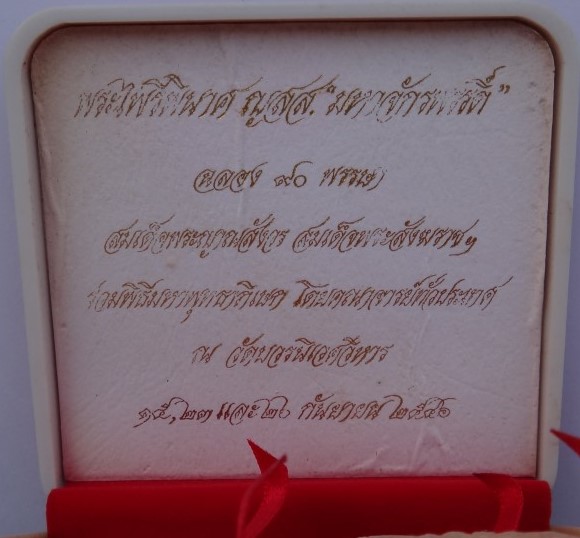 พระไพรีพินาศ ญสส. "มหาจักรพรรดิ์"
ฉลอง ๙๐ พรรษา
สมเด็จพระญาณสังวร สมเด็จพระสังฆราชฯ
ร่วมพิธีมหาพุทธาภิเษก โดยคณาจารย์ทั่วประเทศ
ณ วัดบวรนิเวศวิหาร
๑๕, ๒๓ และ ๒๖ กันยายน ๒๕๔๖